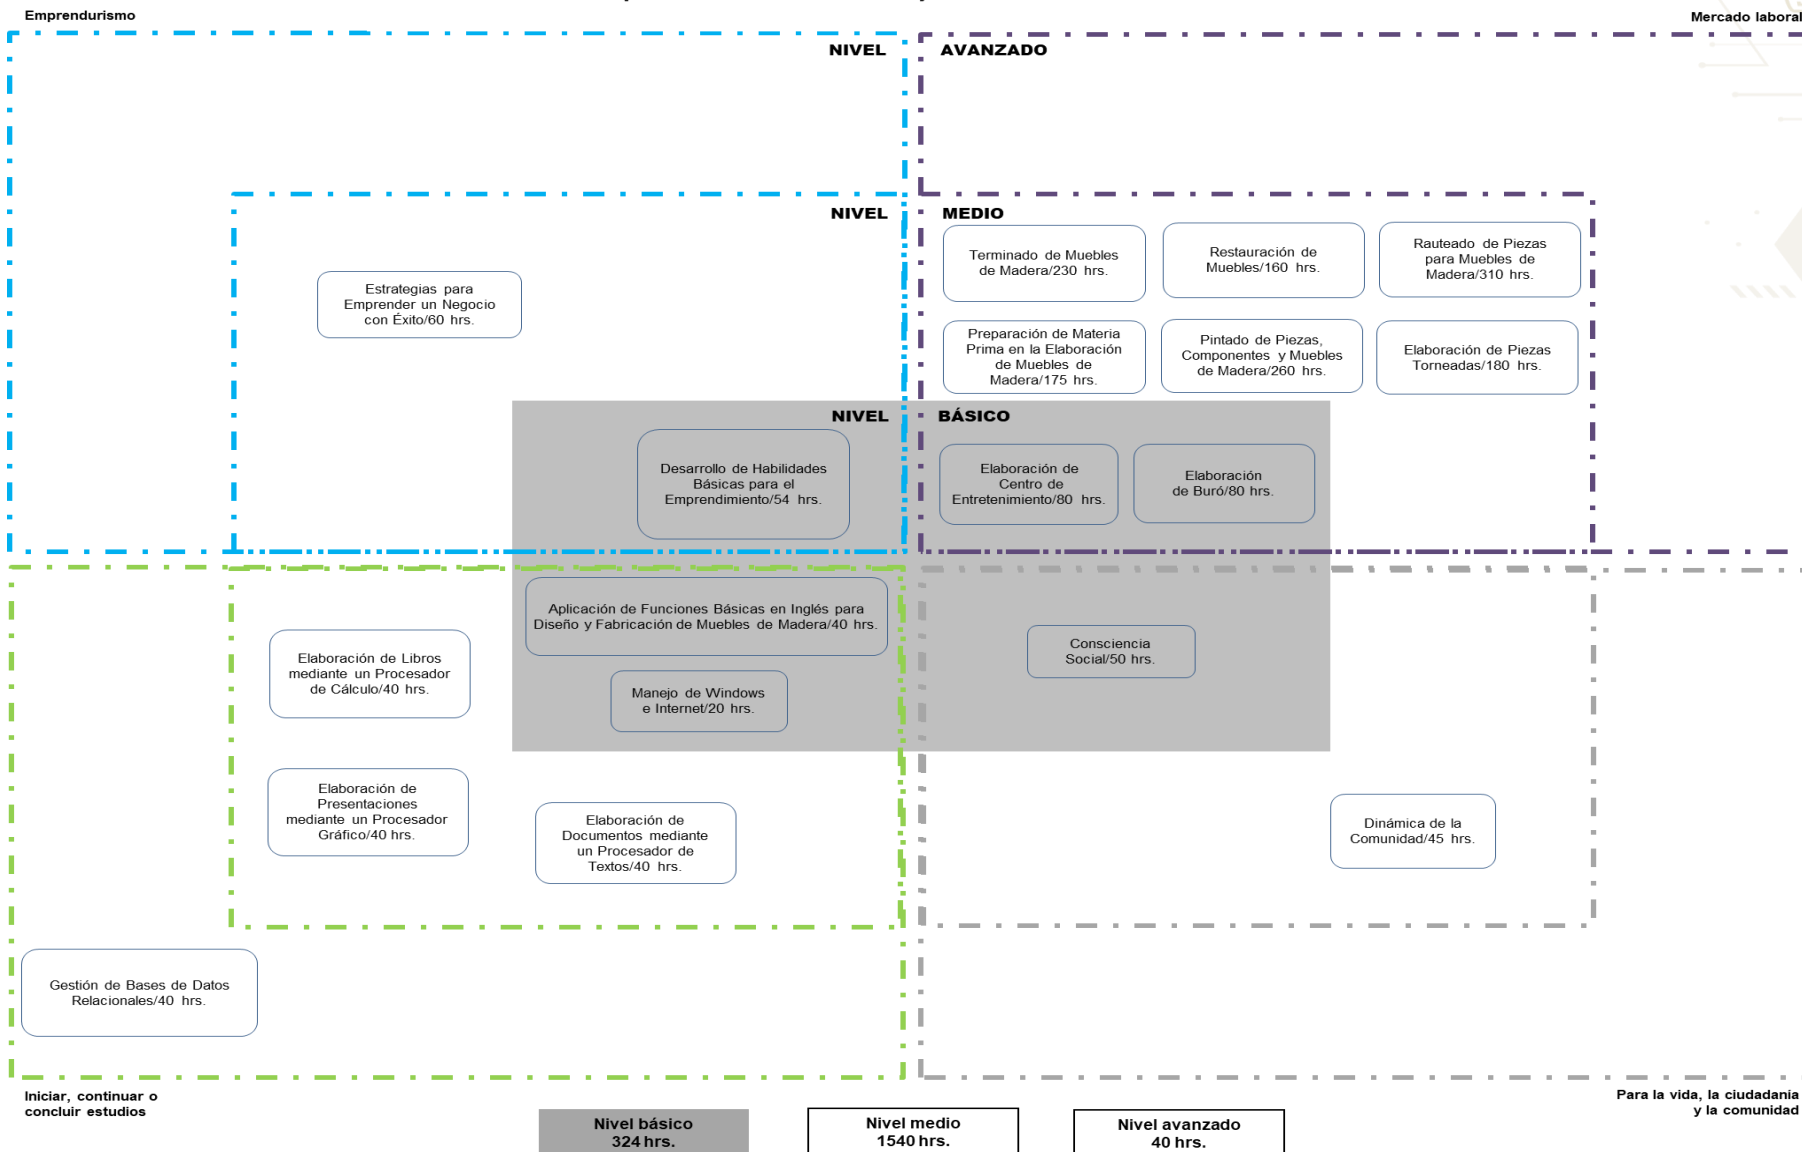 Emprendurismo
Mercado laboral
NIVEL AVANZADO
NIVEL MEDIO
Terminado de Muebles
de Madera/230 hrs.
Restauración de
Muebles/160 hrs.
Rauteado de Piezas
para Muebles de
Madera/310 hrs.
Estrategias para
Emprender un Negocio
con Éxito/60 hrs.
Preparación de Materia
Prima en la Elaboración
de Muebles de
Madera/175 hrs.
Pintado de Piezas,
Componentes y Muebles
de Madera/260 hrs.
Elaboración de Piezas
Torneadas/180 hrs.
NIVEL BÁSICO
Desarrollo de Habilidades
Básicas para el
Emprendimiento/54 hrs.
Elaboración de
Centro de
Entretenimiento/80 hrs.
Elaboración
de Buró/80 hrs.
Aplicación de Funciones Básicas en Inglés para
Diseño y Fabricación de Muebles de Madera/40 hrs.
Consciencia
Social/50 hrs.
Elaboración de Libros
mediante un Procesador
de Cálculo/40 hrs.
Manejo de Windows
e Internet/20 hrs.
Elaboración de
Presentaciones
mediante un Procesador
Gráfico/40 hrs.
Elaboración de
Documentos mediante
un Procesador de
Textos/40 hrs.
Dinámica de la
Comunidad/45 hrs.
Gestión de Bases de Datos
Relacionales/40 hrs.
Iniciar, continuar o
concluir estudios
Para la vida, la ciudadanía
y la comunidad
Nivel básico
324 hrs.
Nivel medio
1540 hrs.
Nivel avanzado
40 hrs.